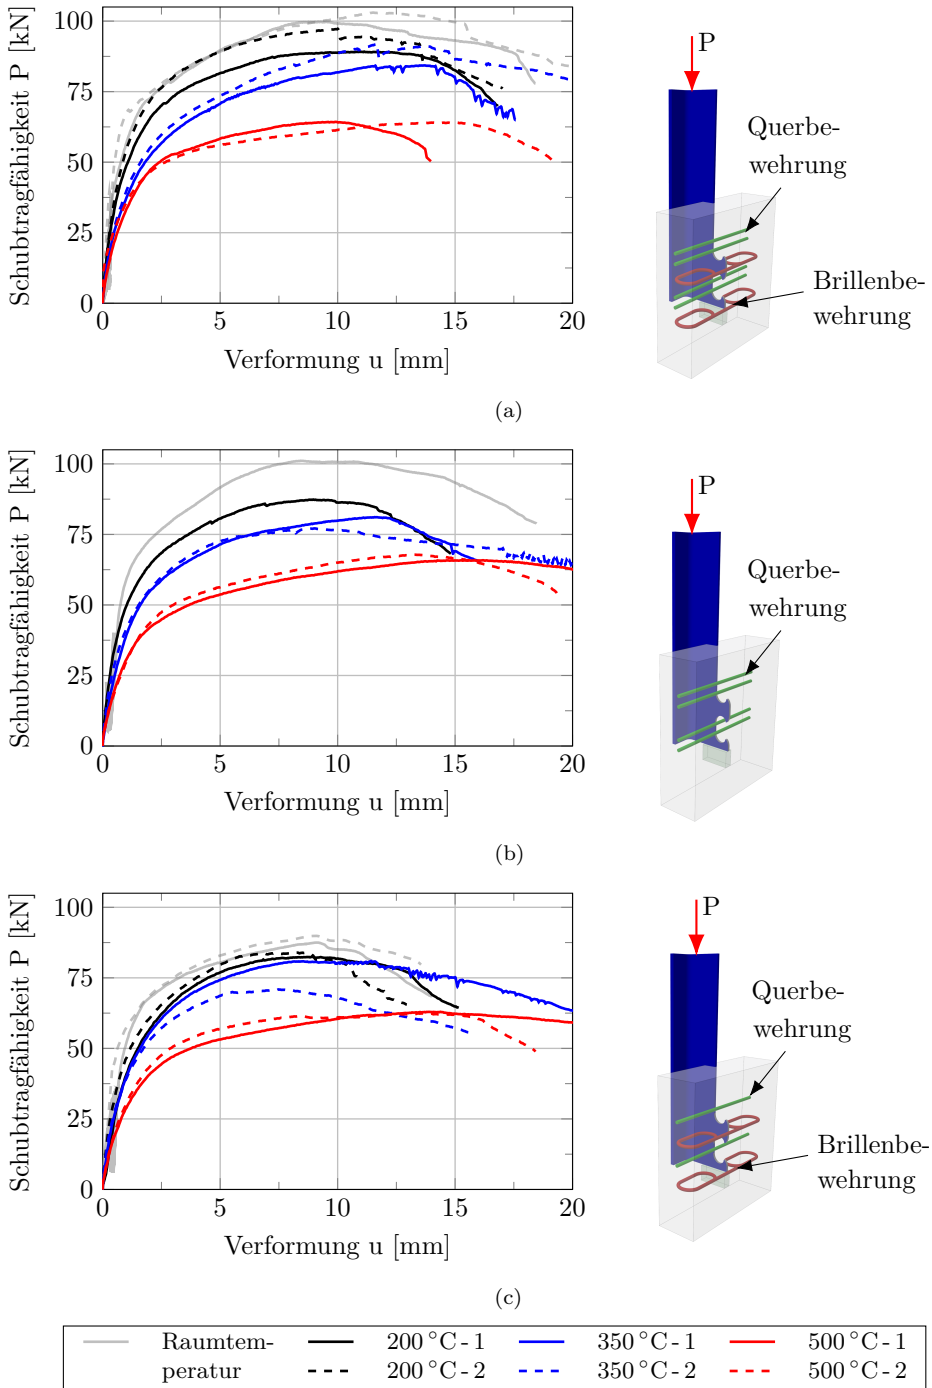 Schubtragfähigkeit P [kN]
100
75
50
25
0
0 5 10 15 20
Verformung u [mm]
P
Querbe-
wehrung
Brillenbe-
wehrung
(a)
Schubtragfähigkeit P [kN]
100
75
50
25
0
0 5 10 15 20
Verformung u [mm]
P
Querbe-
wehrung
(b)
Schubtragfähigkeit P [kN]
100
75
50
25
0
0 5 10 15 20
Verformung u [mm]
P
Querbe-
wehrung
Brillenbe-
wehrung
(c)
Raumtem- 200 °C - 1 350 °C - 1 500 °C - 1
peratur 200 °C - 2 350 °C - 2 500 °C - 2